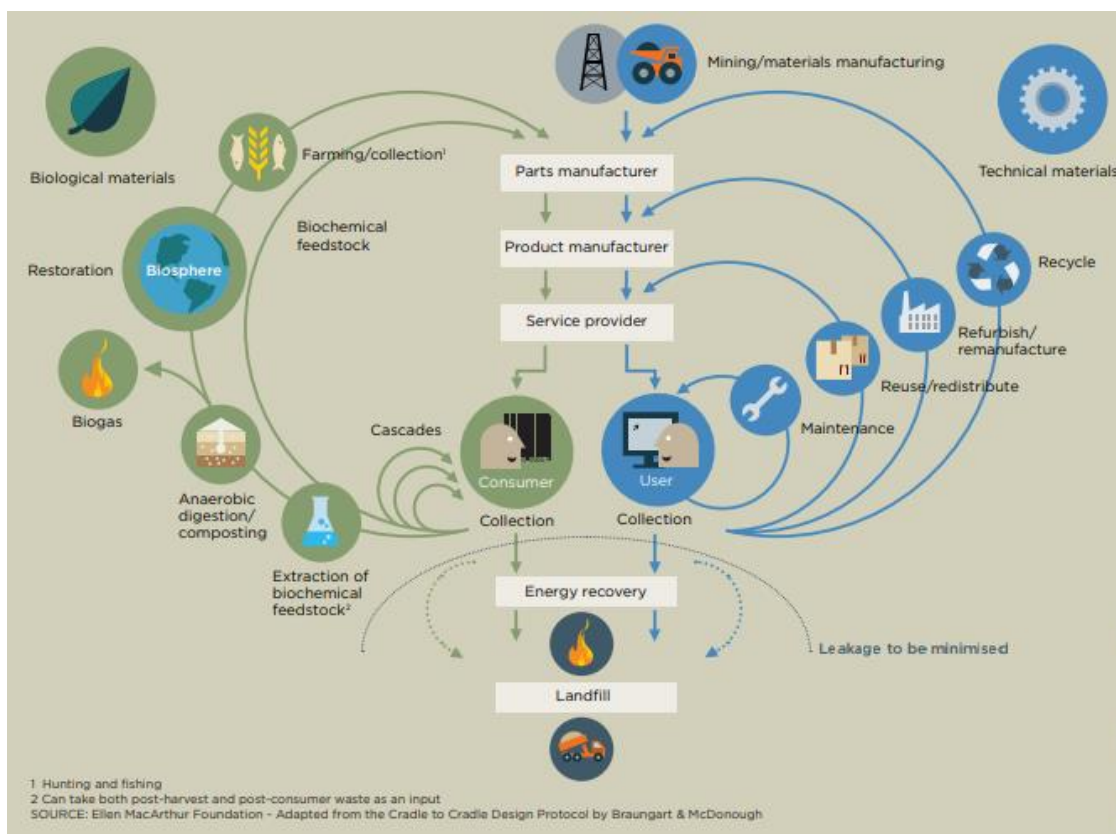 Mining/materials manufacturing
Biological materials
Technical materials
Farming/collection¹
Parts manufacturer
Biochemical
feedstock
Product manufacturer
Restoration
Biosphere
Recycle
Service provider
Refurbish/
remanufacture
Reuse/redistribute
Biogas
Cascades
Maintenance
Consumer
User
Collection
Collection
Anaerobic
digestion/
composting
Extraction of
biochemical
feedstock²
Energy recovery
Leakage to be minimised
Landfill
1 Hunting and fishing
2 Can take both post-harvest and post-consumer waste as an input
SOURCE: Ellen MacArthur Foundation - Adapted from the Cradle to Cradle Design Protocol by Braungart & McDonough